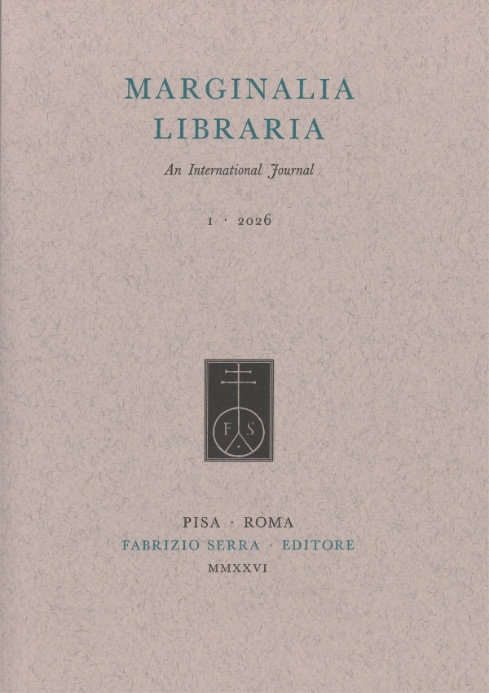 MARGINALIA
LIBRARIA
An International Journal
1 · 2026
F S
PISA · ROMA
FABRIZIO SERRA · EDITORE
MMXXVI